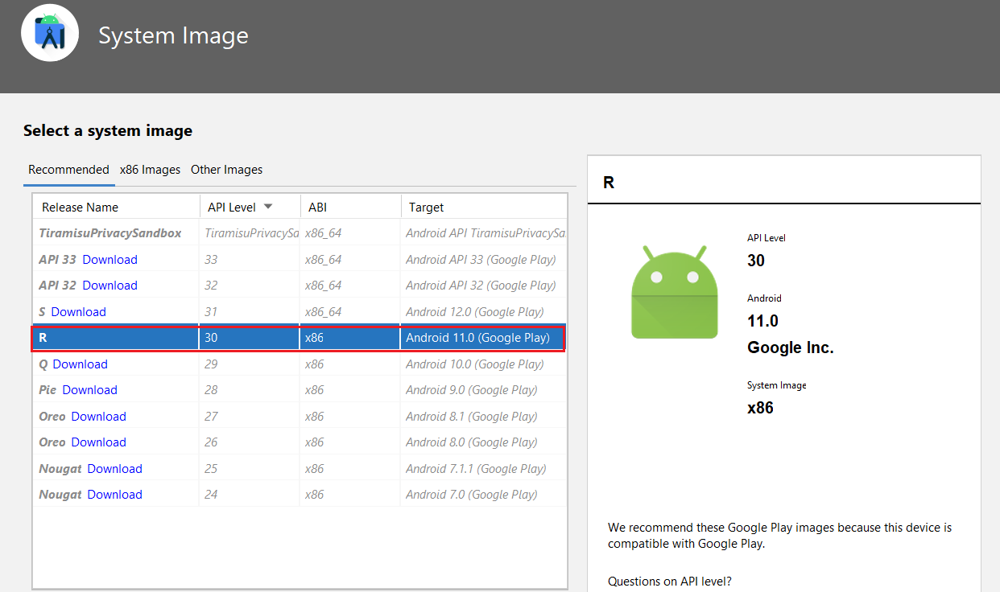 System Image
Select a system image
Recommended x86 Images Other Images
Release Name API Level ABI Target
TiramisuPrivacySandbox TiramisuPrivacySa x86_64 Android API TiramisuPrivacySa
API 33 Download 33 x86_64 Android API 33 (Google Play)
API 32 Download 32 x86_64 Android API 32 (Google Play)
S Download 31 x86_64 Android 12.0 (Google Play)
R 30 x86 Android 11.0 (Google Play)
Q Download 29 x86 Android 10.0 (Google Play)
Pie Download 28 x86 Android 9.0 (Google Play)
Oreo Download 27 x86 Android 8.1 (Google Play)
Oreo Download 26 x86 Android 8.0 (Google Play)
Nougat Download 25 x86 Android 7.1.1 (Google Play)
Nougat Download 24 x86 Android 7.0 (Google Play)
R
API Level
30
Android
11.0
Google Inc.
System Image
x86
We recommend these Google Play images because this device is
compatible with Google Play.
Questions on API level?